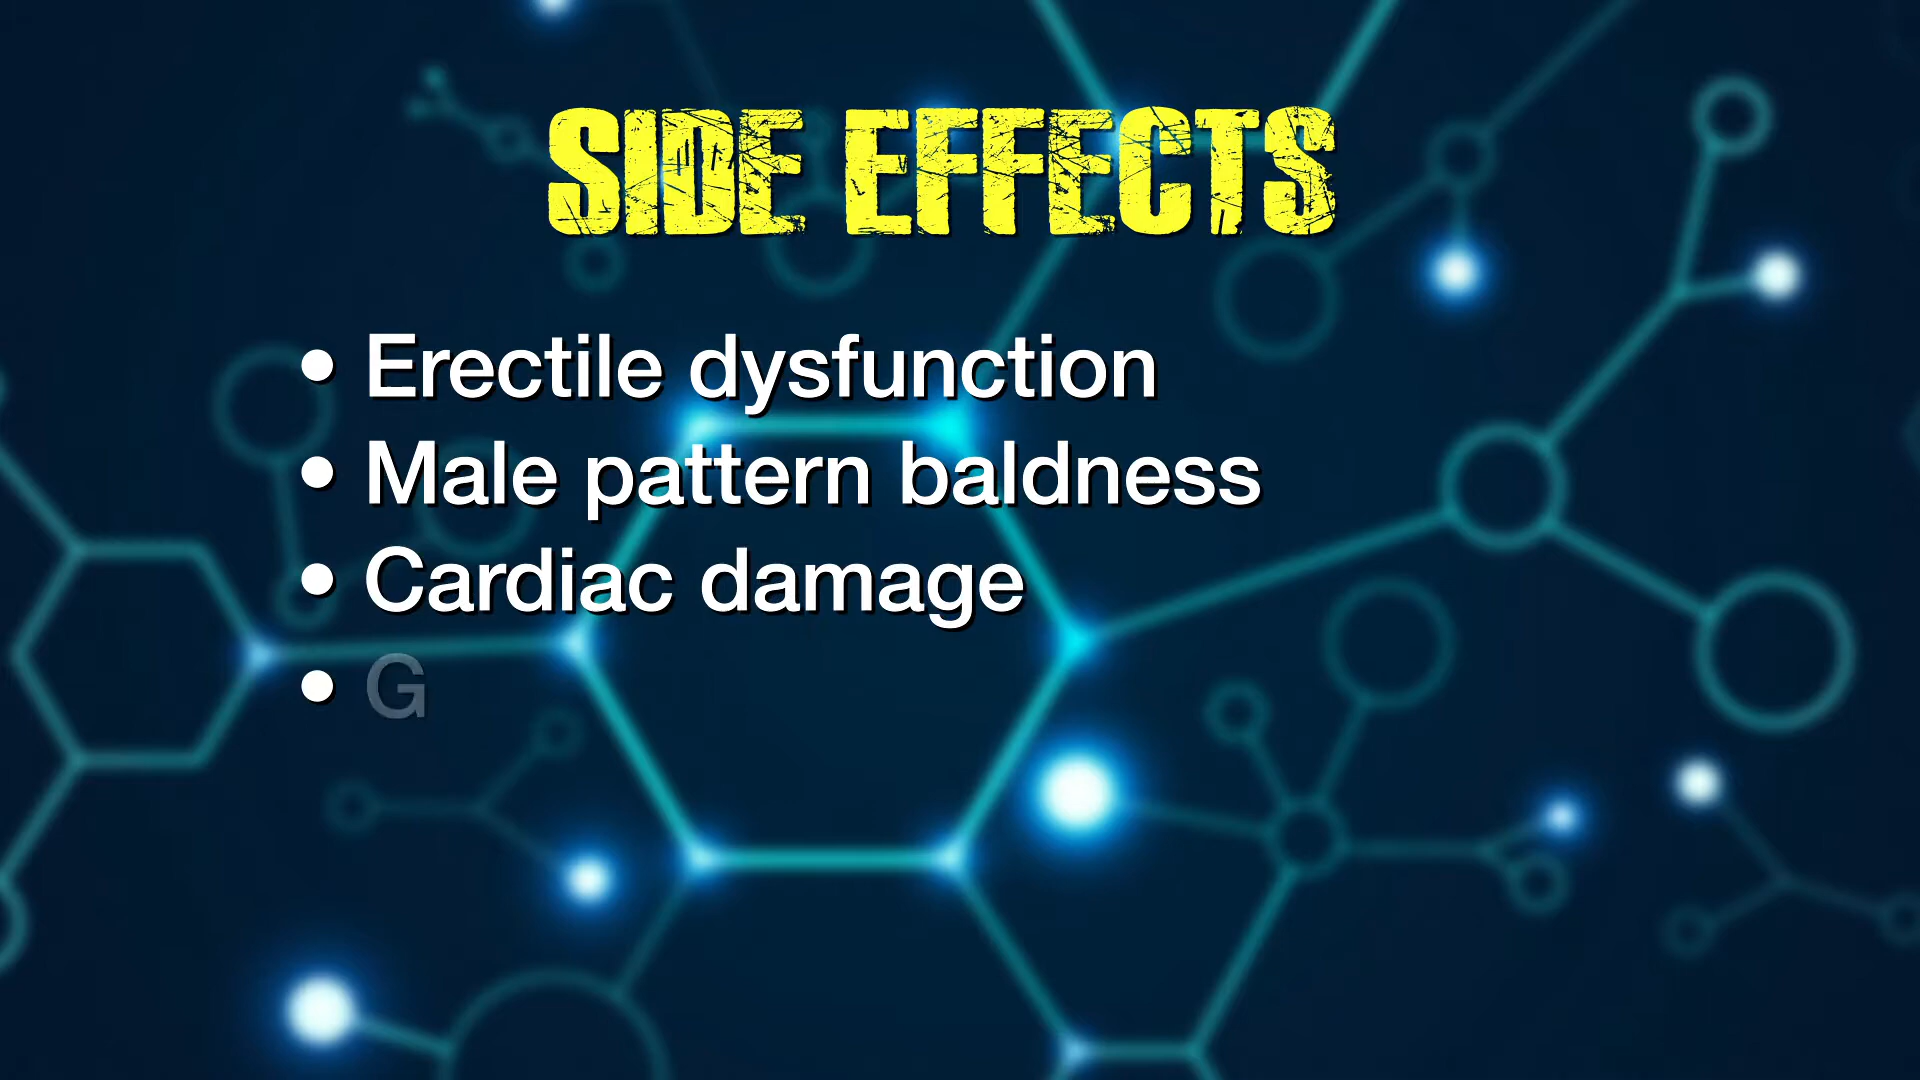 SIDE EFFECTS
• Erectile dysfunction
• Male pattern baldness
• Cardiac damage
• G